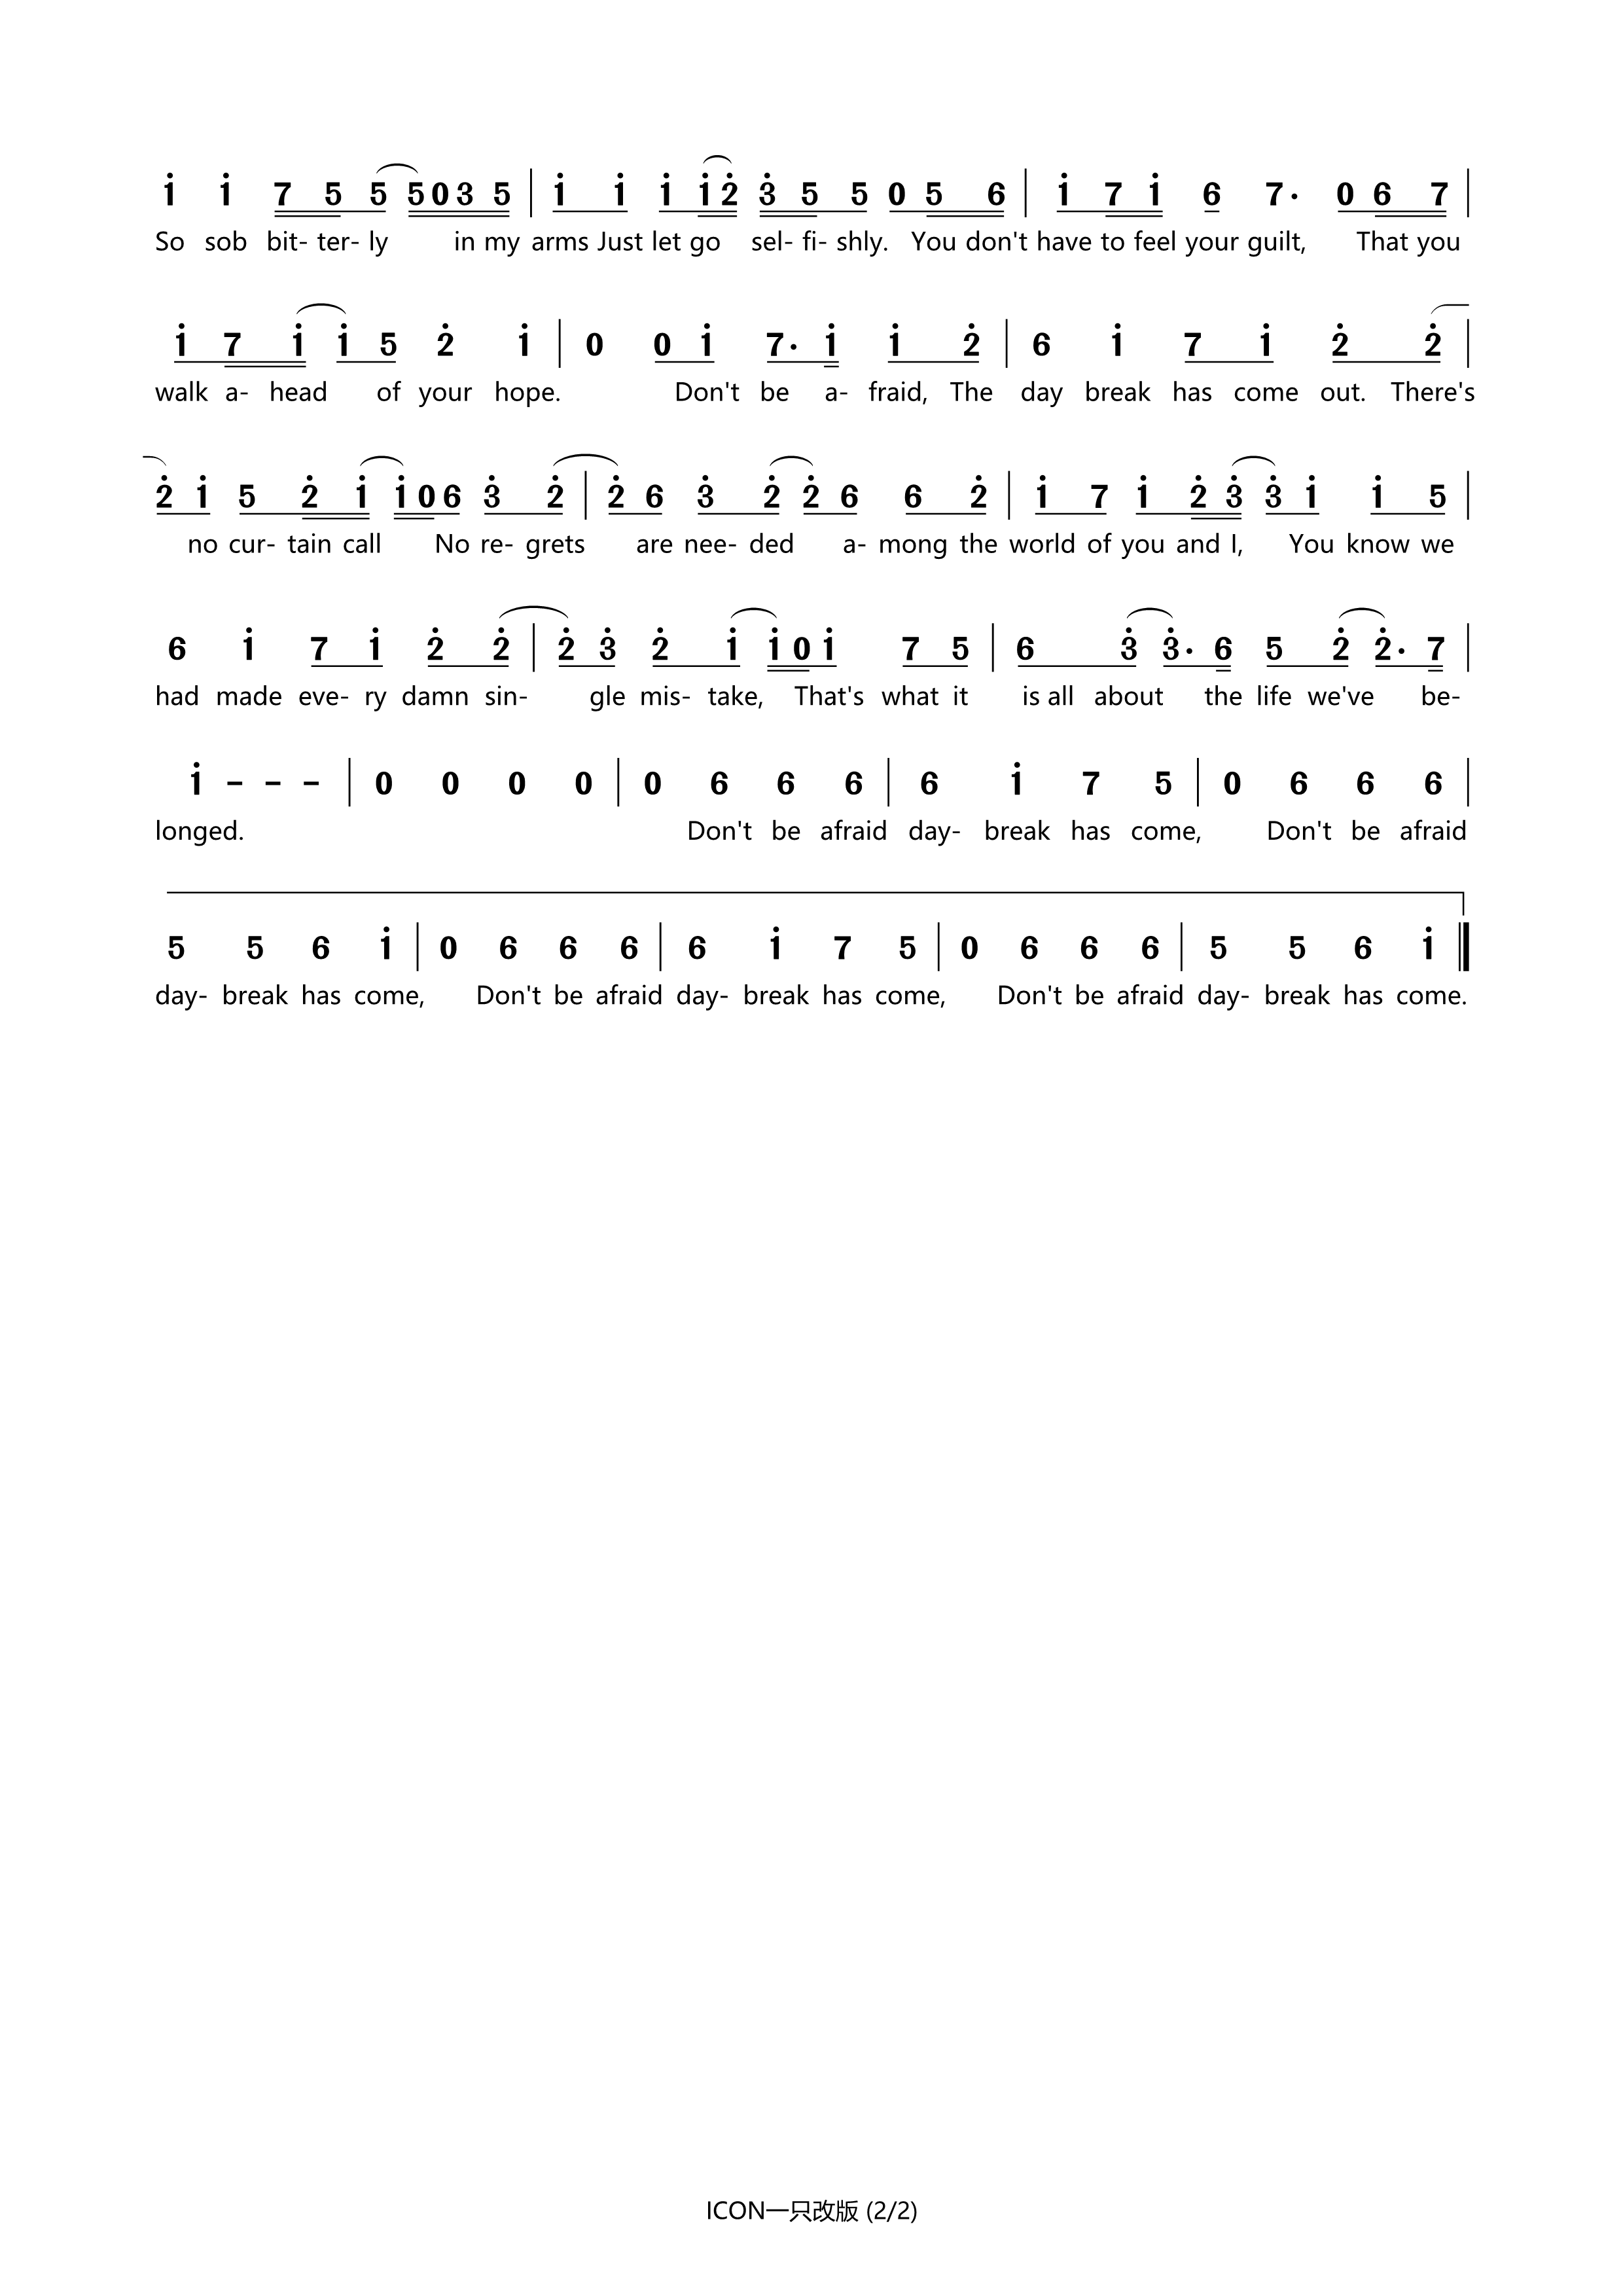 i i 7 5 5 5 0 3 5 | i i i i 2̇ 3̇ 5 5 0 5 6 | i 7 i 6 7· 0 6 7 |
So sob bit- ter- ly in my arms Just let go sel- fi- shly. You don't have to feel your guilt, That you
i 7 i i 5 2̇ i | 0 0 i 7· i i 2̇ | 6 i 7 i 2̇ 2̇ |
walk a- head of your hope. Don't be a- fraid, The day break has come out. There's
2̇ i 5 2̇ i i 0 6 3̇ 2̇ | 2̇ 6 3̇ 2̇ 2̇ 6 6 2̇ | i 7 i 2̇ 3̇ 3̇ i i 5 |
no cur- tain call No re- grets are nee- ded a- mong the world of you and I, You know we
6 i 7 i 2̇ 2̇ | 2̇ 3̇ 2̇ i i 0 i 7 5 | 6 3̇ 3̇· 6 5 2̇ 2̇· 7 |
had made eve- ry damn sin- gle mis- take, That's what it is all about the life we've be-
i – – – | 0 0 0 0 | 0 6 6 6 | 6 i 7 5 | 0 6 6 6 |
longed. Don't be afraid day- break has come, Don't be afraid
5 5 6 i | 0 6 6 6 | 6 i 7 5 | 0 6 6 6 | 5 5 6 i ‖
day- break has come, Don't be afraid day- break has come, Don't be afraid day- break has come.
ICON一只改版 (2/2)